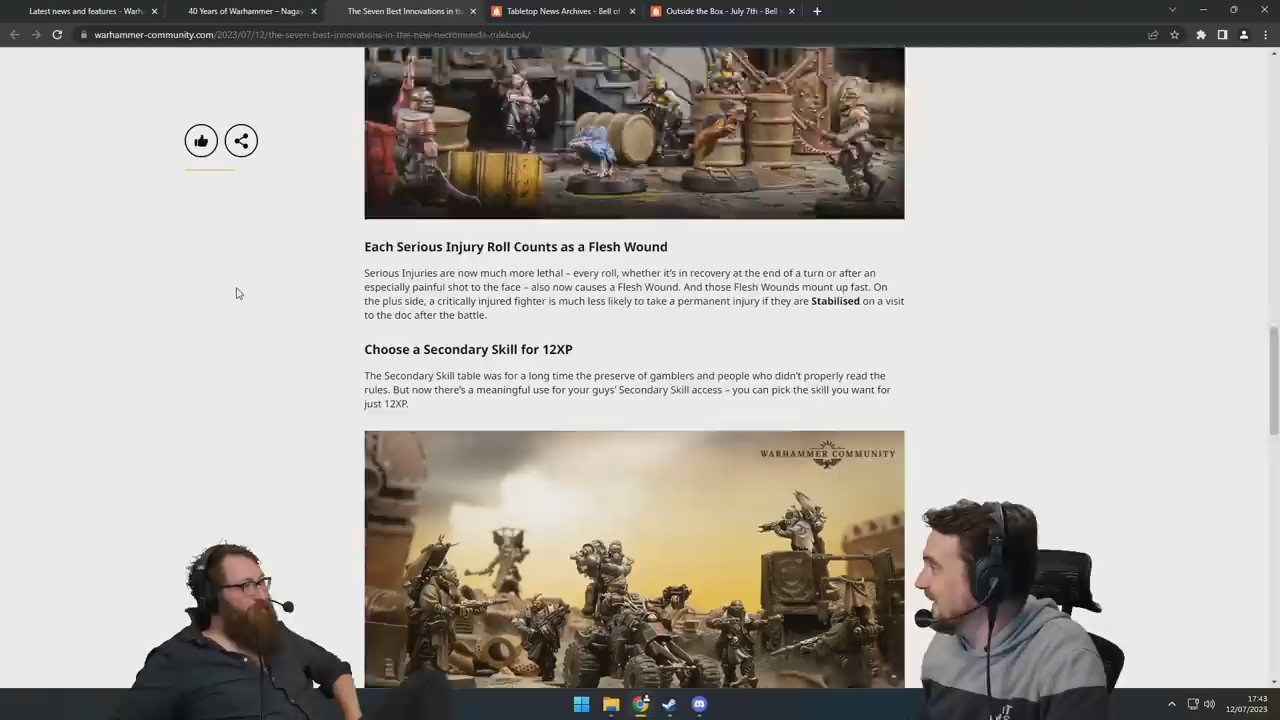 Latest news and features - Warh
40 Years of Warhammer – Nagas
The Seven Best Innovations in the
Tabletop News Archives - Bell of
Outside the Box - July 7th - Bell
warhammer-community.com/2023/07/12/the-seven-best-innovations-in-the-new-necromunda-rulebook/
Each Serious Injury Roll Counts as a Flesh Wound
Serious Injuries are now much more lethal – every roll, whether it's in recovery at the end of a turn or after an
especially painful shot to the face – also now causes a Flesh Wound. And those Flesh Wounds mount up fast. On
the plus side, a critically injured fighter is much less likely to take a permanent injury if they are Stabilised on a visit
to the doc after the battle.
Choose a Secondary Skill for 12XP
The Secondary Skill table was for a long time the preserve of gamblers and people who didn't properly read the
rules. But now there's a meaningful use for your guys' Secondary Skill access – you can pick the skill you want for
just 12XP.
WARHAMMER COMMUNITY
17:43
12/07/2023